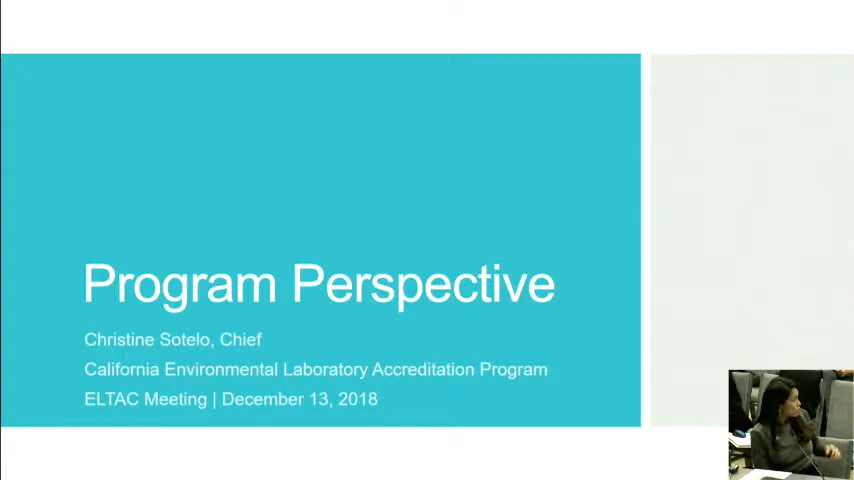 Program Perspective
Christine Sotelo, Chief
California Environmental Laboratory Accreditation Program
ELTAC Meeting | December 13, 2018